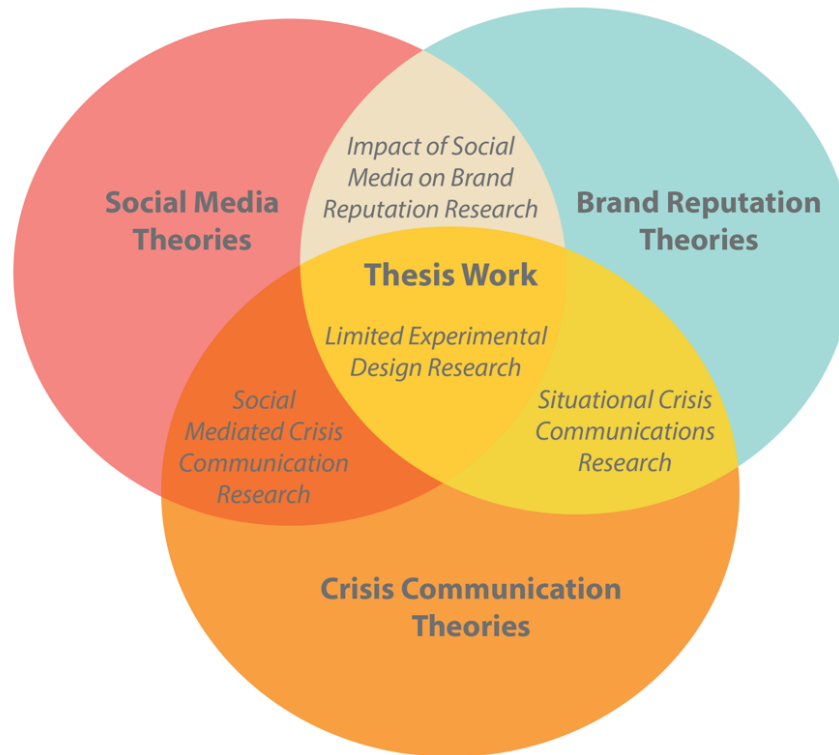 Impact of Social
Media on Brand
Reputation Research
Social Media
Theories
Brand Reputation
Theories
Thesis Work
Limited Experimental
Design Research
Social
Mediated Crisis
Communication
Research
Situational Crisis
Communications
Research
Crisis Communication
Theories